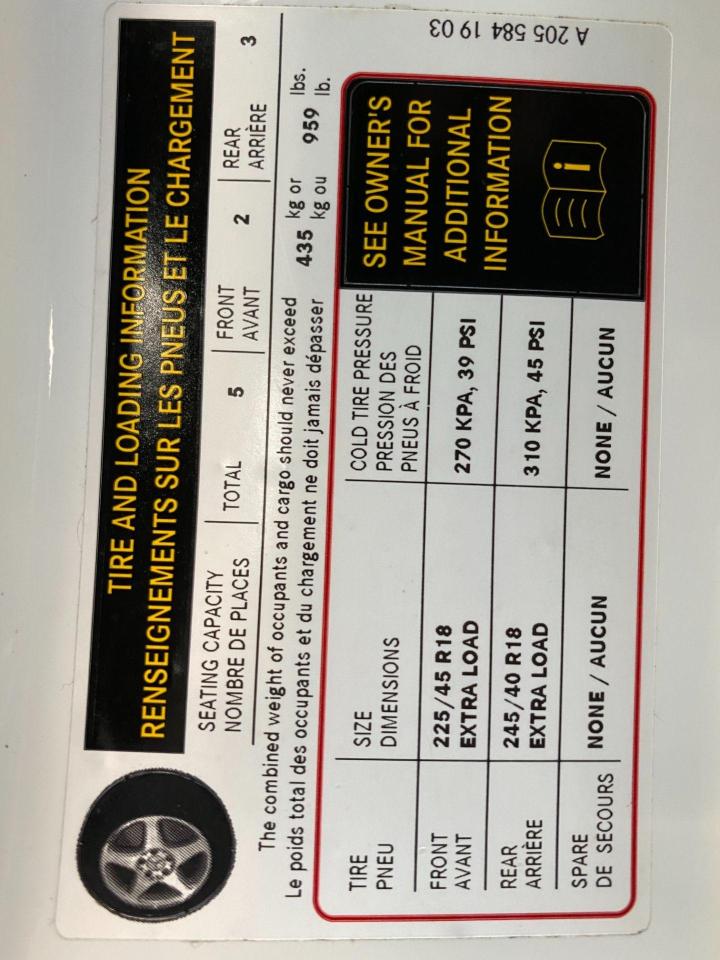 TIRE AND LOADING INFORMATION
RENSEIGNEMENTS SUR LES PNEUS ET LE CHARGEMENT
SEATING CAPACITY
NOMBRE DE PLACES
TOTAL 5
FRONT
AVANT
2
REAR
ARRIÈRE
3
The combined weight of occupants and cargo should never exceed
Le poids total des occupants et du chargement ne doit jamais dépasser
435
kg or
kg ou
959
lbs.
lb.
TIRE
PNEU
SIZE
DIMENSIONS
COLD TIRE PRESSURE
PRESSION DES
PNEUS À FROID
FRONT
AVANT
225/45 R18
EXTRA LOAD
270 KPA, 39 PSI
REAR
ARRIÈRE
245/40 R18
EXTRA LOAD
310 KPA, 45 PSI
SPARE
DE SECOURS
NONE / AUCUN
NONE / AUCUN
SEE OWNER'S
MANUAL FOR
ADDITIONAL
INFORMATION
i
A 205 584 19 03